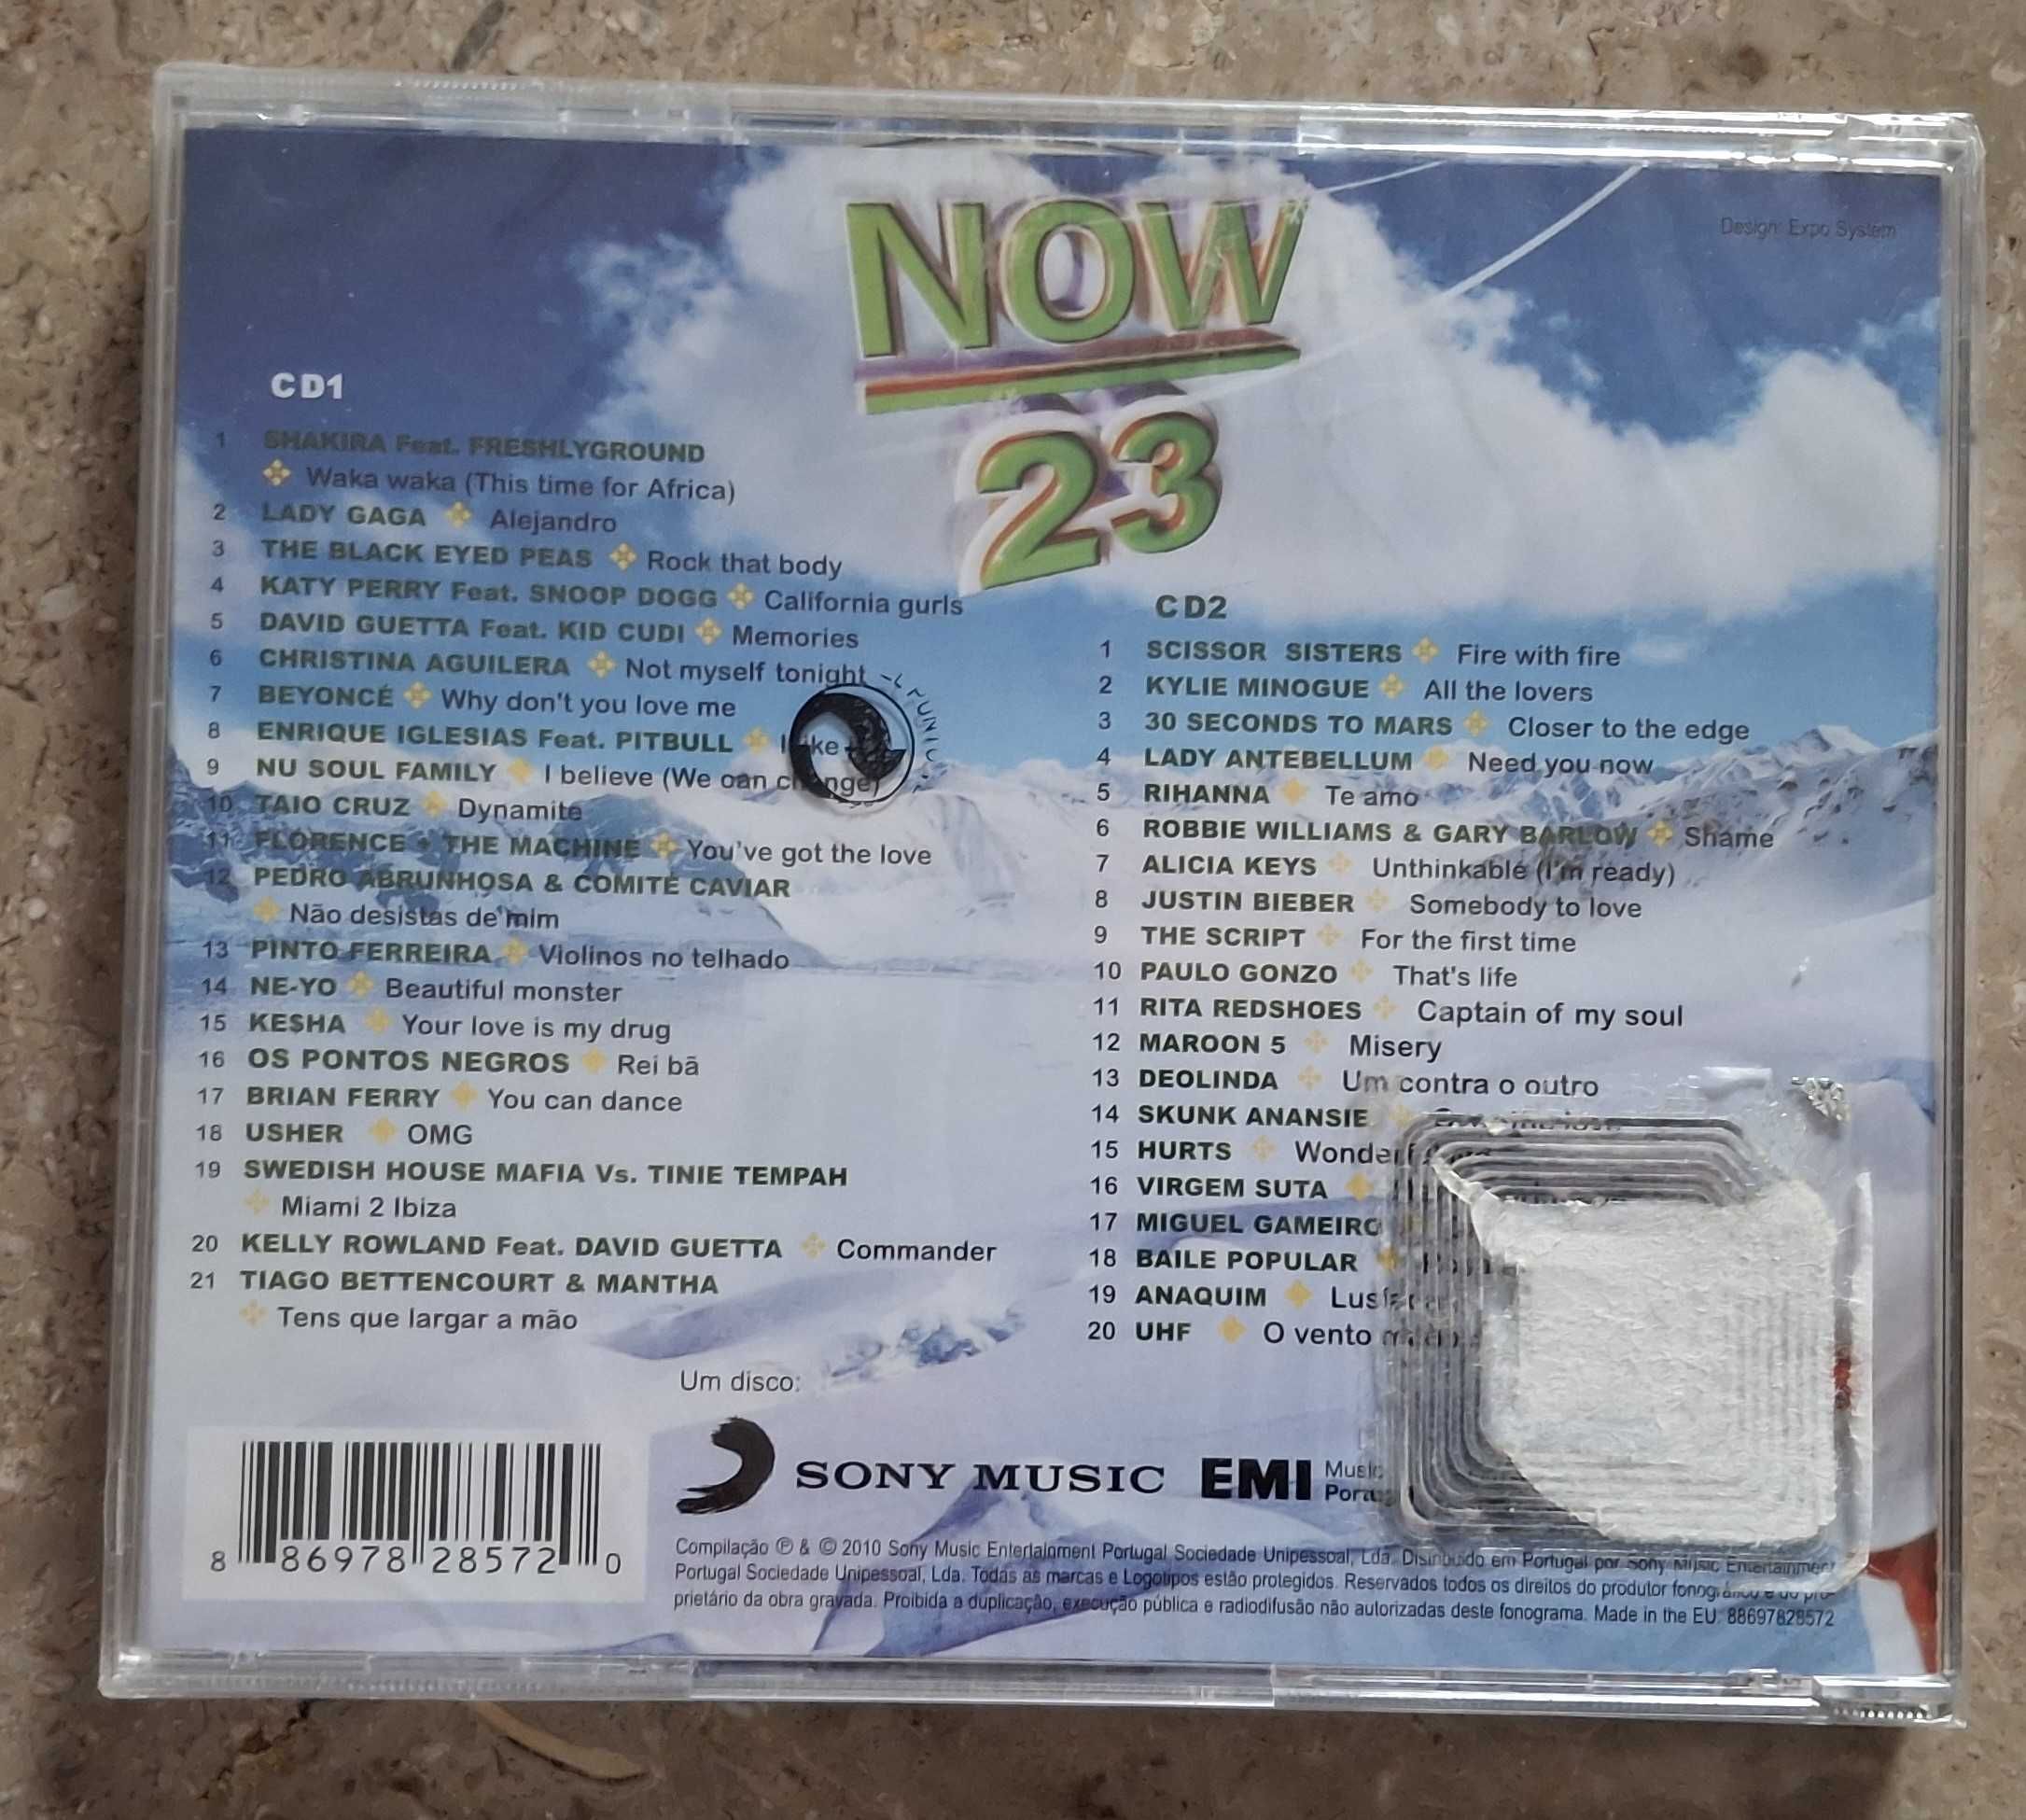 NOW
23
Design: Expo System
CD1
1 SHAKIRA Feat. FRESHLYGROUND
Waka waka (This time for Africa)
2 LADY GAGA Alejandro
3 THE BLACK EYED PEAS Rock that body
4 KATY PERRY Feat. SNOOP DOGG California gurls
5 DAVID GUETTA Feat. KID CUDI Memories
6 CHRISTINA AGUILERA Not myself tonight
7 BEYONCÉ Why don't you love me
8 ENRIQUE IGLESIAS Feat. PITBULL
9 NU SOUL FAMILY I believe (We can change)
10 TAIO CRUZ Dynamite
11 FLORENCE + THE MACHINE You've got the love
12 PEDRO ABRUNHOSA & COMITÉ CAVIAR
Não desistas de mim
13 PINTO FERREIRA Violinos no telhado
14 NE-YO Beautiful monster
15 KE$HA Your love is my drug
16 OS PONTOS NEGROS Rei bã
17 BRIAN FERRY You can dance
18 USHER OMG
19 SWEDISH HOUSE MAFIA Vs. TINIE TEMPAH
Miami 2 Ibiza
20 KELLY ROWLAND Feat. DAVID GUETTA Commander
21 TIAGO BETTENCOURT & MANTHA
Tens que largar a mão
CD2
1 SCISSOR SISTERS Fire with fire
2 KYLIE MINOGUE All the lovers
3 30 SECONDS TO MARS Closer to the edge
4 LADY ANTEBELLUM Need you now
5 RIHANNA Te amo
6 ROBBIE WILLIAMS & GARY BARLOW Shame
7 ALICIA KEYS Unthinkable (I'm ready)
8 JUSTIN BIEBER Somebody to love
9 THE SCRIPT For the first time
10 PAULO GONZO That's life
11 RITA REDSHOES Captain of my soul
12 MAROON 5 Misery
13 DEOLINDA Um contra o outro
14 SKUNK ANANSIE
15 HURTS
16 VIRGEM SUTA
17 MIGUEL GAMEIRO
18 BAILE POPULAR
19 ANAQUIM
20 UHF O vento
Um disco:
SONY MUSIC EMI Music
8 86978 28572 0
Compilação ℗ & © 2010 Sony Music Entertainment Portugal Sociedade Unipessoal, Lda. Distribuido em Portugal por Sony Music Entertainment
Portugal Sociedade Unipessoal, Lda. Todas as marcas e Logotipos estão protegidos. Reservados todos os direitos do produtor fonográfico e do pro-
prietário da obra gravada. Proibida a duplicação, execução pública e radiodifusão não autorizadas deste fonograma. Made in the EU. 88697828572